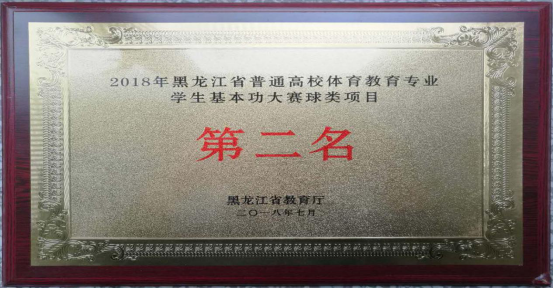 2018年黑龙江省普通高校体育教育专业
学生基本功大赛球类项目
第二名
黑龙江省教育厅
二〇一八年七月